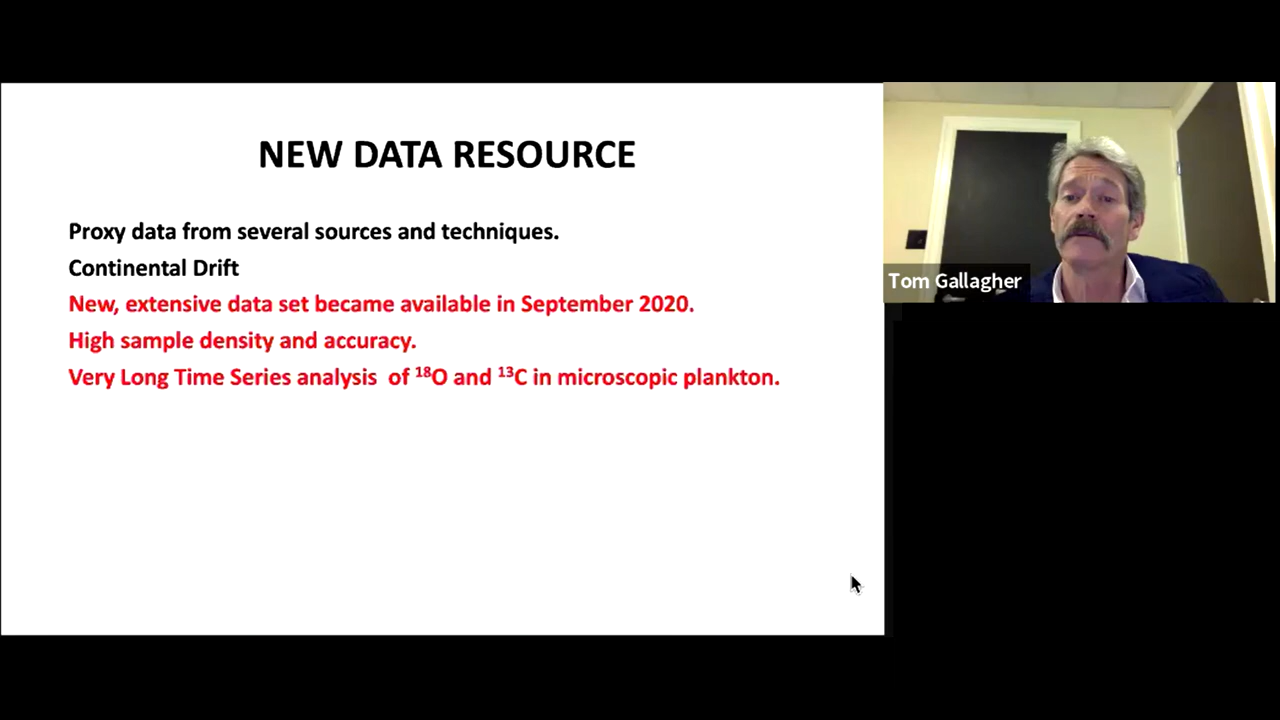 NEW DATA RESOURCE
Proxy data from several sources and techniques.
Continental Drift
New, extensive data set became available in September 2020.
High sample density and accuracy.
Very Long Time Series analysis  of ¹⁸O and ¹³C in microscopic plankton.
Tom Gallagher